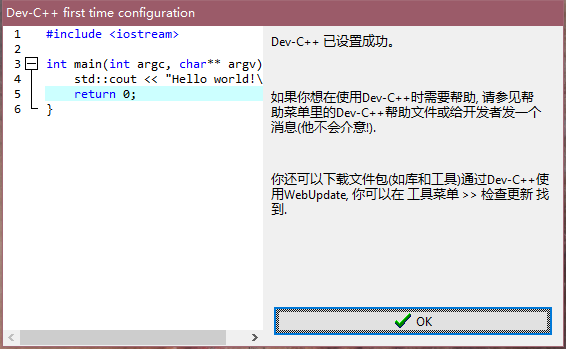 Dev-C++ first time configuration
1 #include <iostream>
2
3 int main(int argc, char** argv)
4 std::cout << "Hello world!\
5 return 0;
6 }
Dev-C++ 已设置成功。
如果你想在使用Dev-C++时需要帮助, 请参见帮
助菜单里的Dev-C++帮助文件或给开发者发一个
消息(他不会介意!).
你还可以下载文件包(如库和工具)通过Dev-C++使
用WebUpdate, 你可以在 工具菜单 >> 检查更新 找
到.
OK